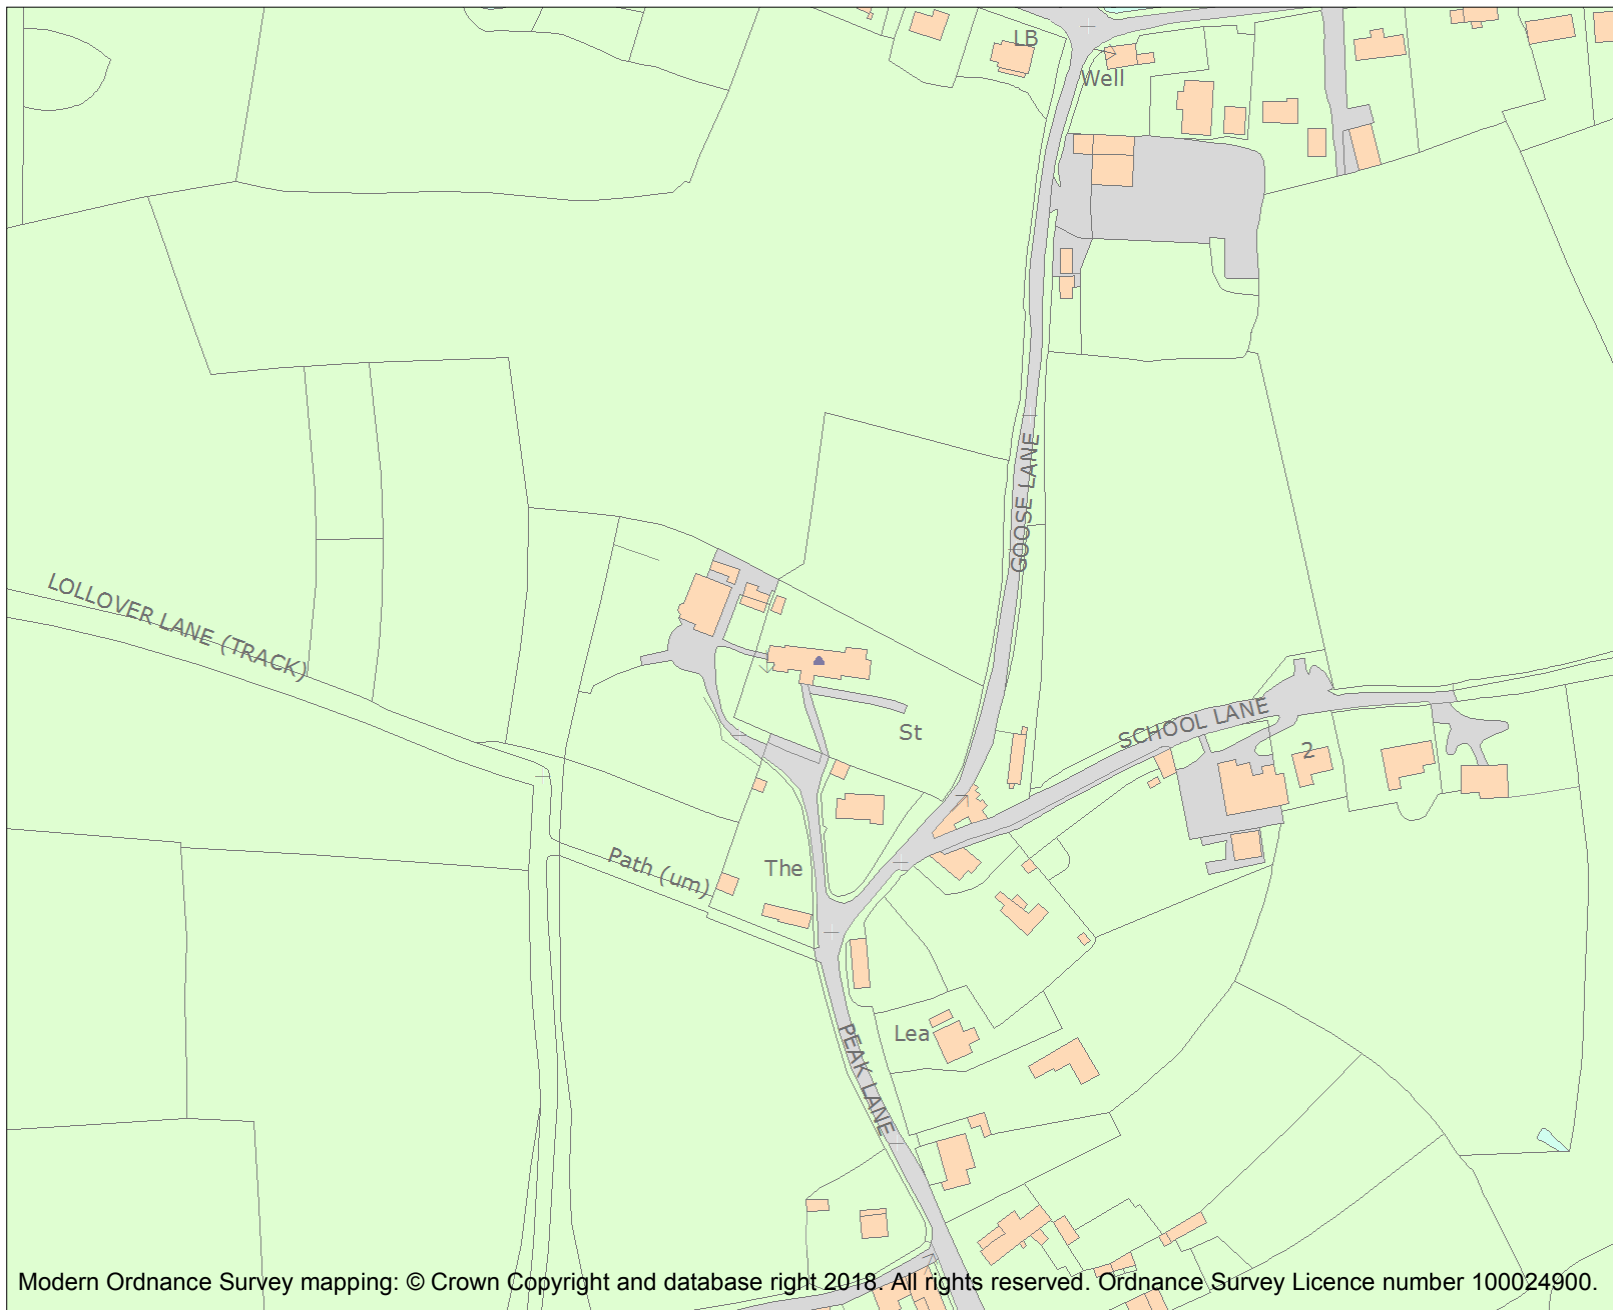 LB
Well
GOOSE LANE
LOLLOVER LANE (TRACK)
St
SCHOOL LANE
2
Path (um)
The
Lea
PEAK LANE
Modern Ordnance Survey mapping: © Crown Copyright and database right 2018. All rights reserved. Ordnance Survey Licence number 100024900.